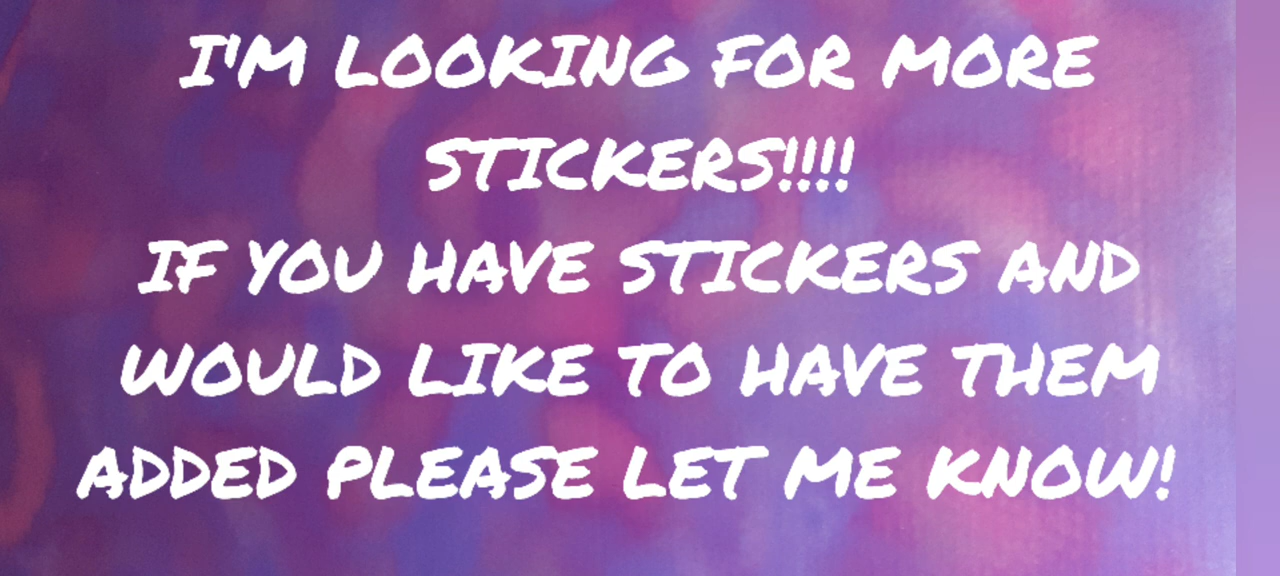 I'M LOOKING FOR MORE
STICKERS!!!!
IF YOU HAVE STICKERS AND
WOULD LIKE TO HAVE THEM
ADDED PLEASE LET ME KNOW!